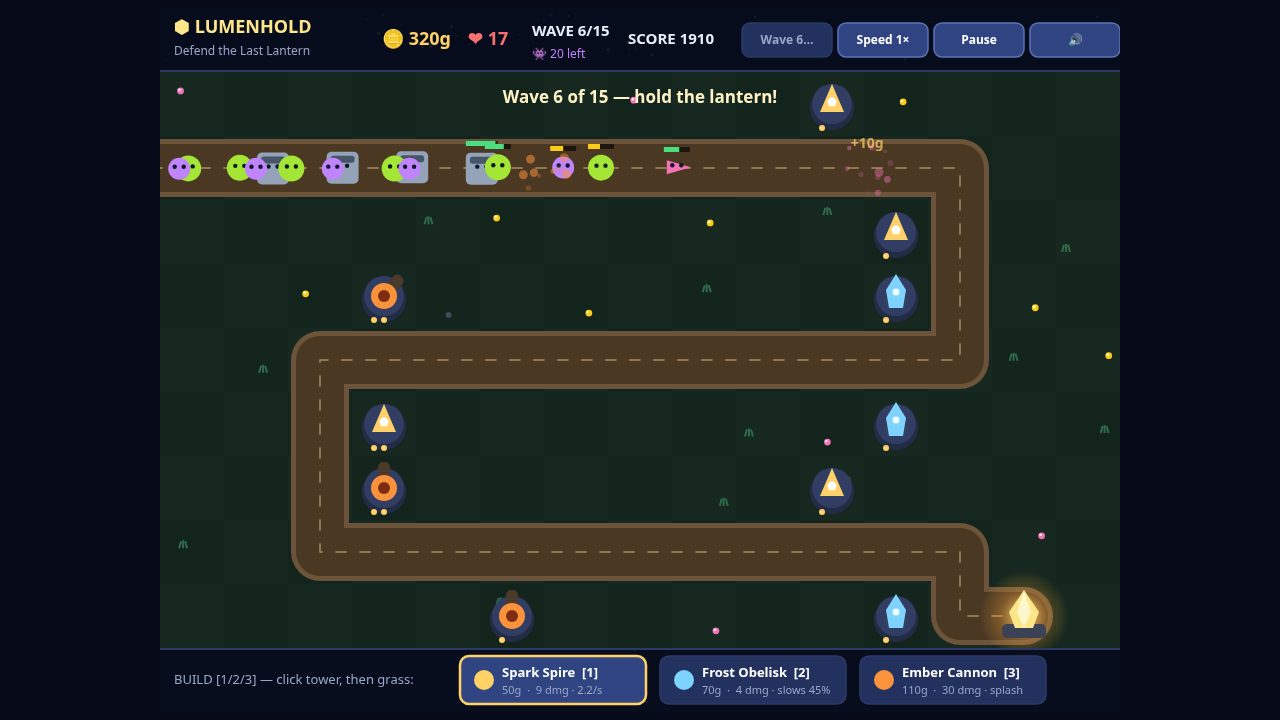 LUMENHOLD
Defend the Last Lantern
320g
17
WAVE 6/15
20 left
SCORE 1910
Wave 6…
Speed 1×
Pause
Wave 6 of 15 — hold the lantern!
+10g
BUILD [1/2/3] — click tower, then grass:
Spark Spire [1]
50g · 9 dmg · 2.2/s
Frost Obelisk [2]
70g · 4 dmg · slows 45%
Ember Cannon [3]
110g · 30 dmg · splash